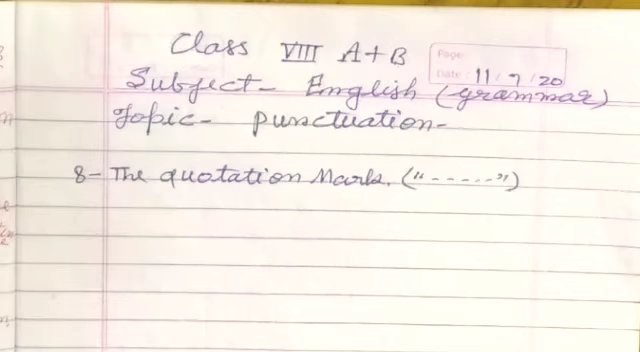 Class VIII A+B
Page:
Date: 11/7/20
Subject- English (grammar)
Topic- Punctuation-
8- The quotation Marks. ("-----")